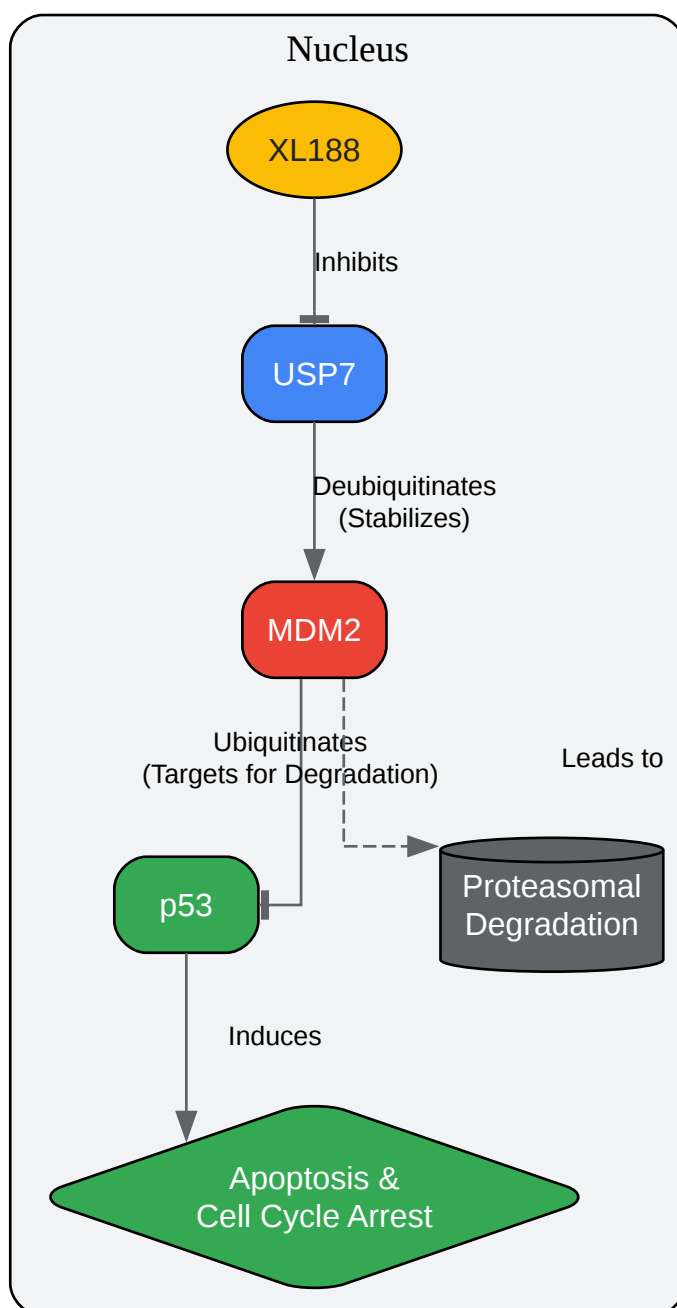 Nucleus
XL188
Inhibits
USP7
Deubiquitinates
(Stabilizes)
MDM2
Ubiquitinates
(Targets for Degradation)
Leads to
p53
Proteasomal
Degradation
Induces
Apoptosis &
Cell Cycle Arrest